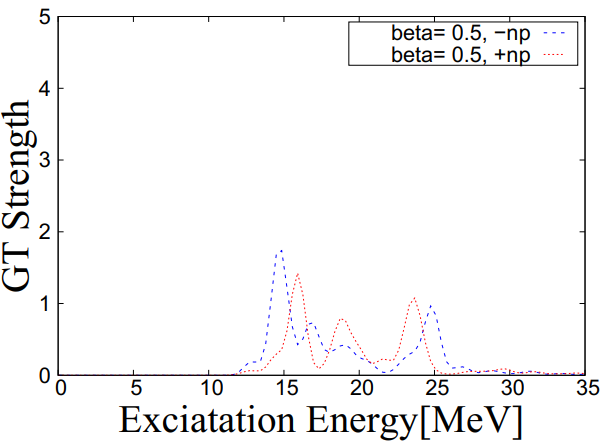 beta= 0.5, −np
beta= 0.5, +np
5
4
3
2
1
0
GT Strength
0 5 10 15 20 25 30 35
Exciatation Energy[MeV]